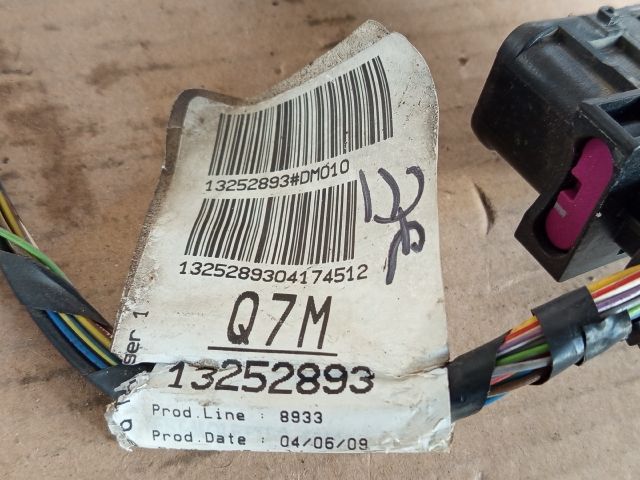 13252893#DM010
1325289304174512
Q7M
13252893
Prod.Line : 8933
Prod.Date : 04/06/09